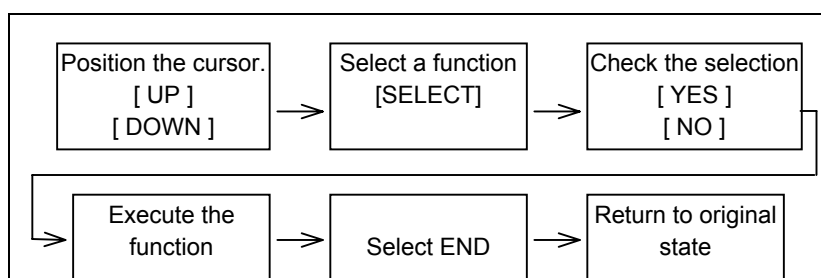 Position the cursor.
[ UP ]
[ DOWN ]
Select a function
[SELECT]
Check the selection
[ YES ]
[ NO ]
Execute the
function
Select END
Return to original
state